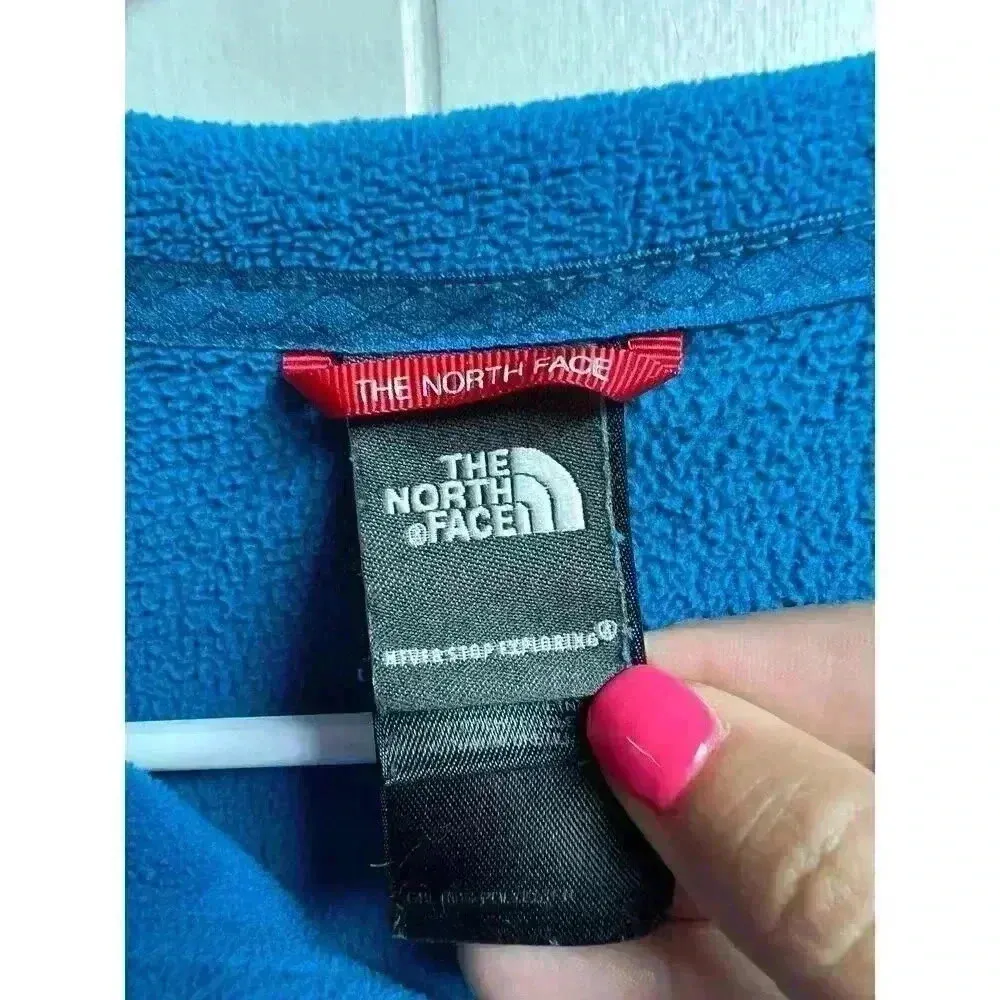 THE NORTH FACE
THE
NORTH
®FACE
NEVER STOP EXPLORING®